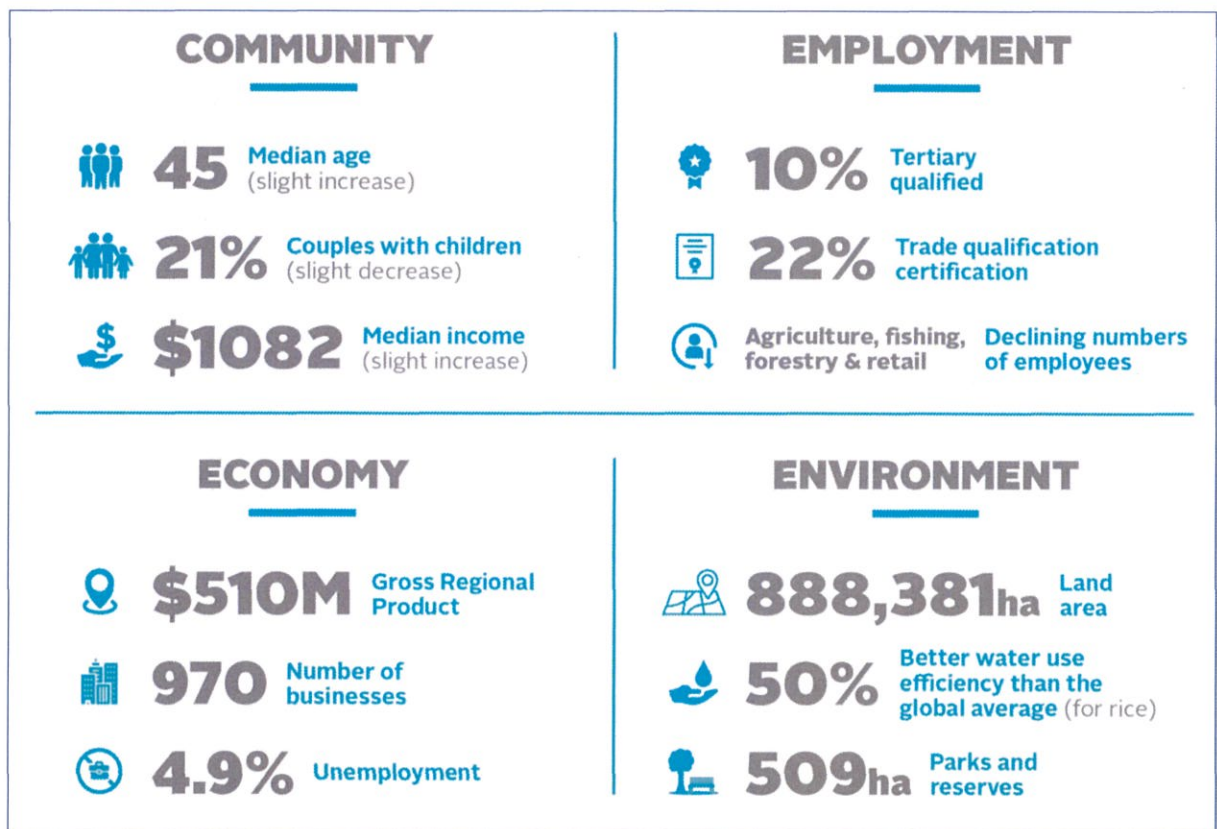 COMMUNITY
45 Median age
(slight increase)
21% Couples with children
(slight decrease)
$1082 Median income
(slight increase)
EMPLOYMENT
10% Tertiary
qualified
22% Trade qualification
certification
Agriculture, fishing,
forestry & retail
Declining numbers
of employees
ECONOMY
$510M Gross Regional
Product
970 Number of
businesses
4.9% Unemployment
ENVIRONMENT
888,381ha Land
area
50% Better water use
efficiency than the
global average (for rice)
509ha Parks and
reserves